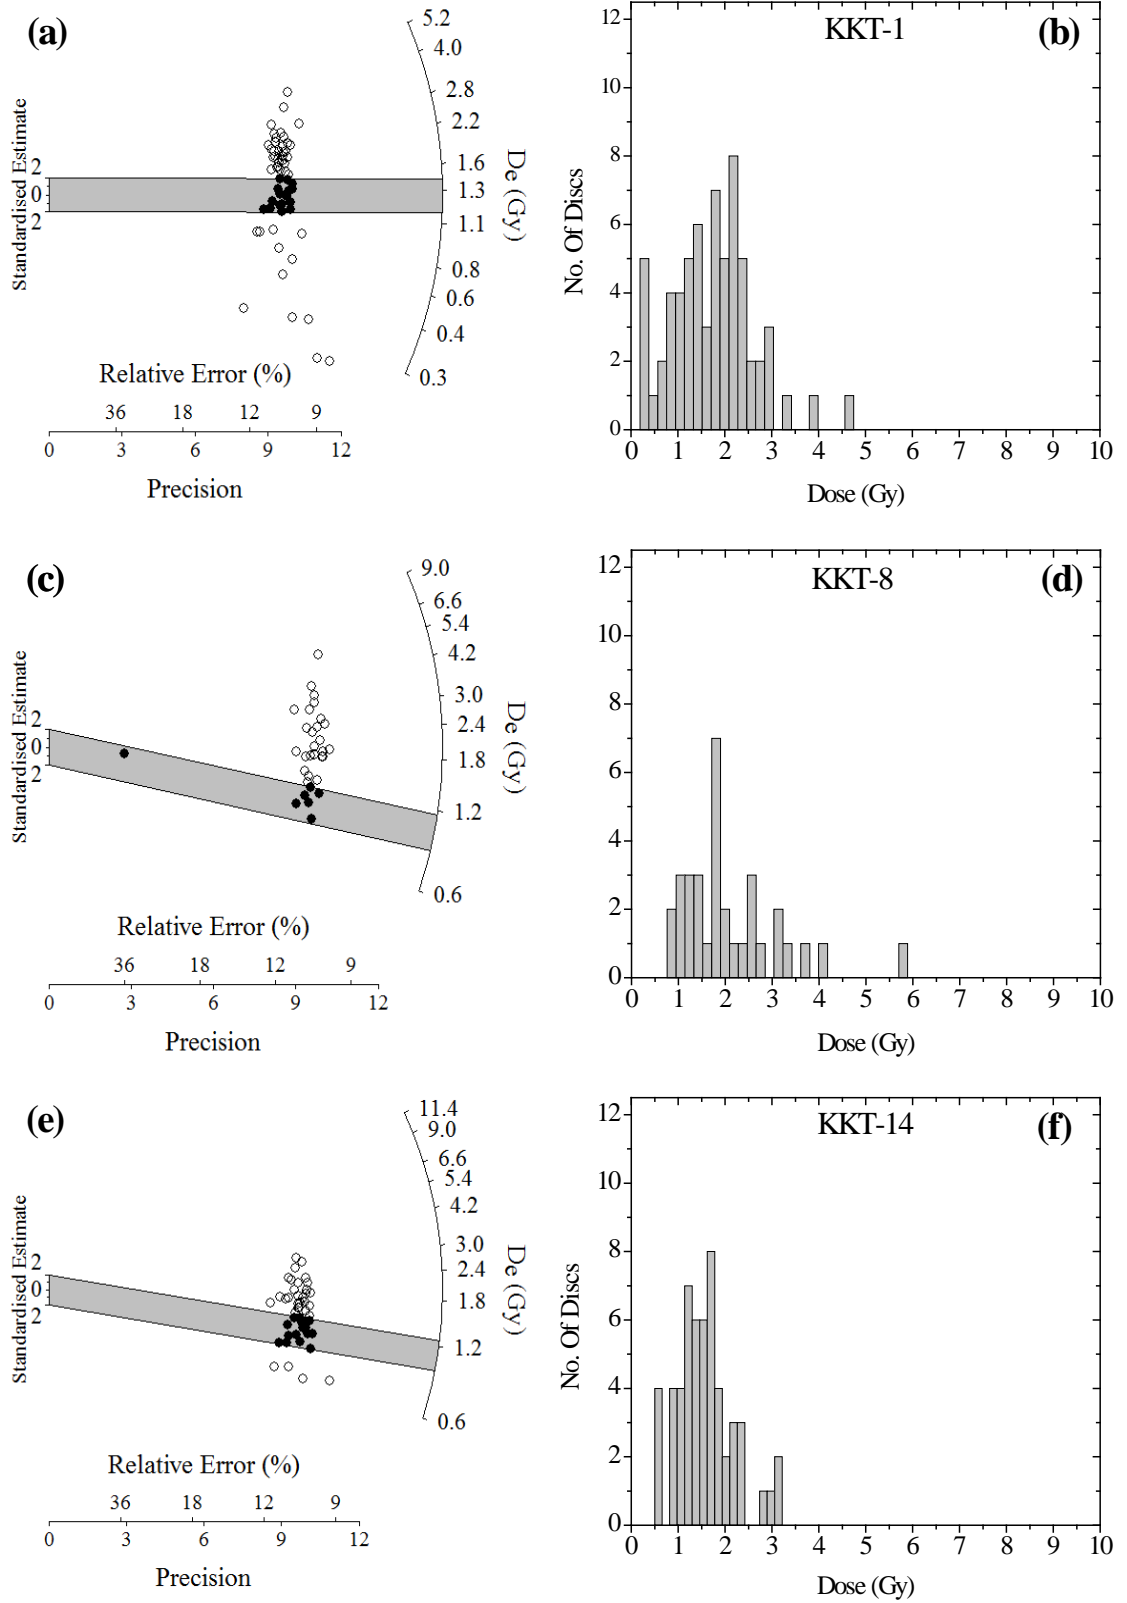 (a)
5.2
4.0
2.8
2.2
1.6
1.3
1.1
0.8
0.6
0.4
0.3
De (Gy)
Standardised Estimate
2
0
2
Relative Error (%)
36 18 12 9
0 3 6 9 12
Precision
KKT-1
(b)
12
10
8
6
4
2
0
No. Of Discs
0 1 2 3 4 5 6 7 8 9 10
Dose (Gy)
(c)
9.0
6.6
5.4
4.2
3.0
2.4
1.8
1.2
0.6
De (Gy)
Standardised Estimate
2
0
2
Relative Error (%)
36 18 12 9
0 3 6 9 12
Precision
KKT-8
(d)
12
10
8
6
4
2
0
0 1 2 3 4 5 6 7 8 9 10
Dose (Gy)
(e)
11.4
9.0
6.6
5.4
4.2
3.0
2.4
1.8
1.2
0.6
De (Gy)
Standardised Estimate
2
0
2
Relative Error (%)
36 18 12 9
0 3 6 9 12
Precision
KKT-14
(f)
12
10
8
6
4
2
0
No. Of Discs
0 1 2 3 4 5 6 7 8 9 10
Dose (Gy)